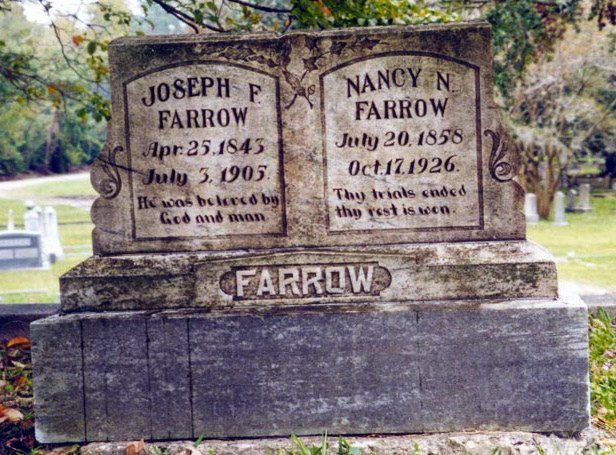 JOSEPH F.
FARROW
Apr. 25, 1843
July 3, 1905.
He was beloved by
God and man.
NANCY N.
FARROW
July 20, 1858
Oct. 17, 1926.
Thy trials ended
thy rest is won.
FARROW